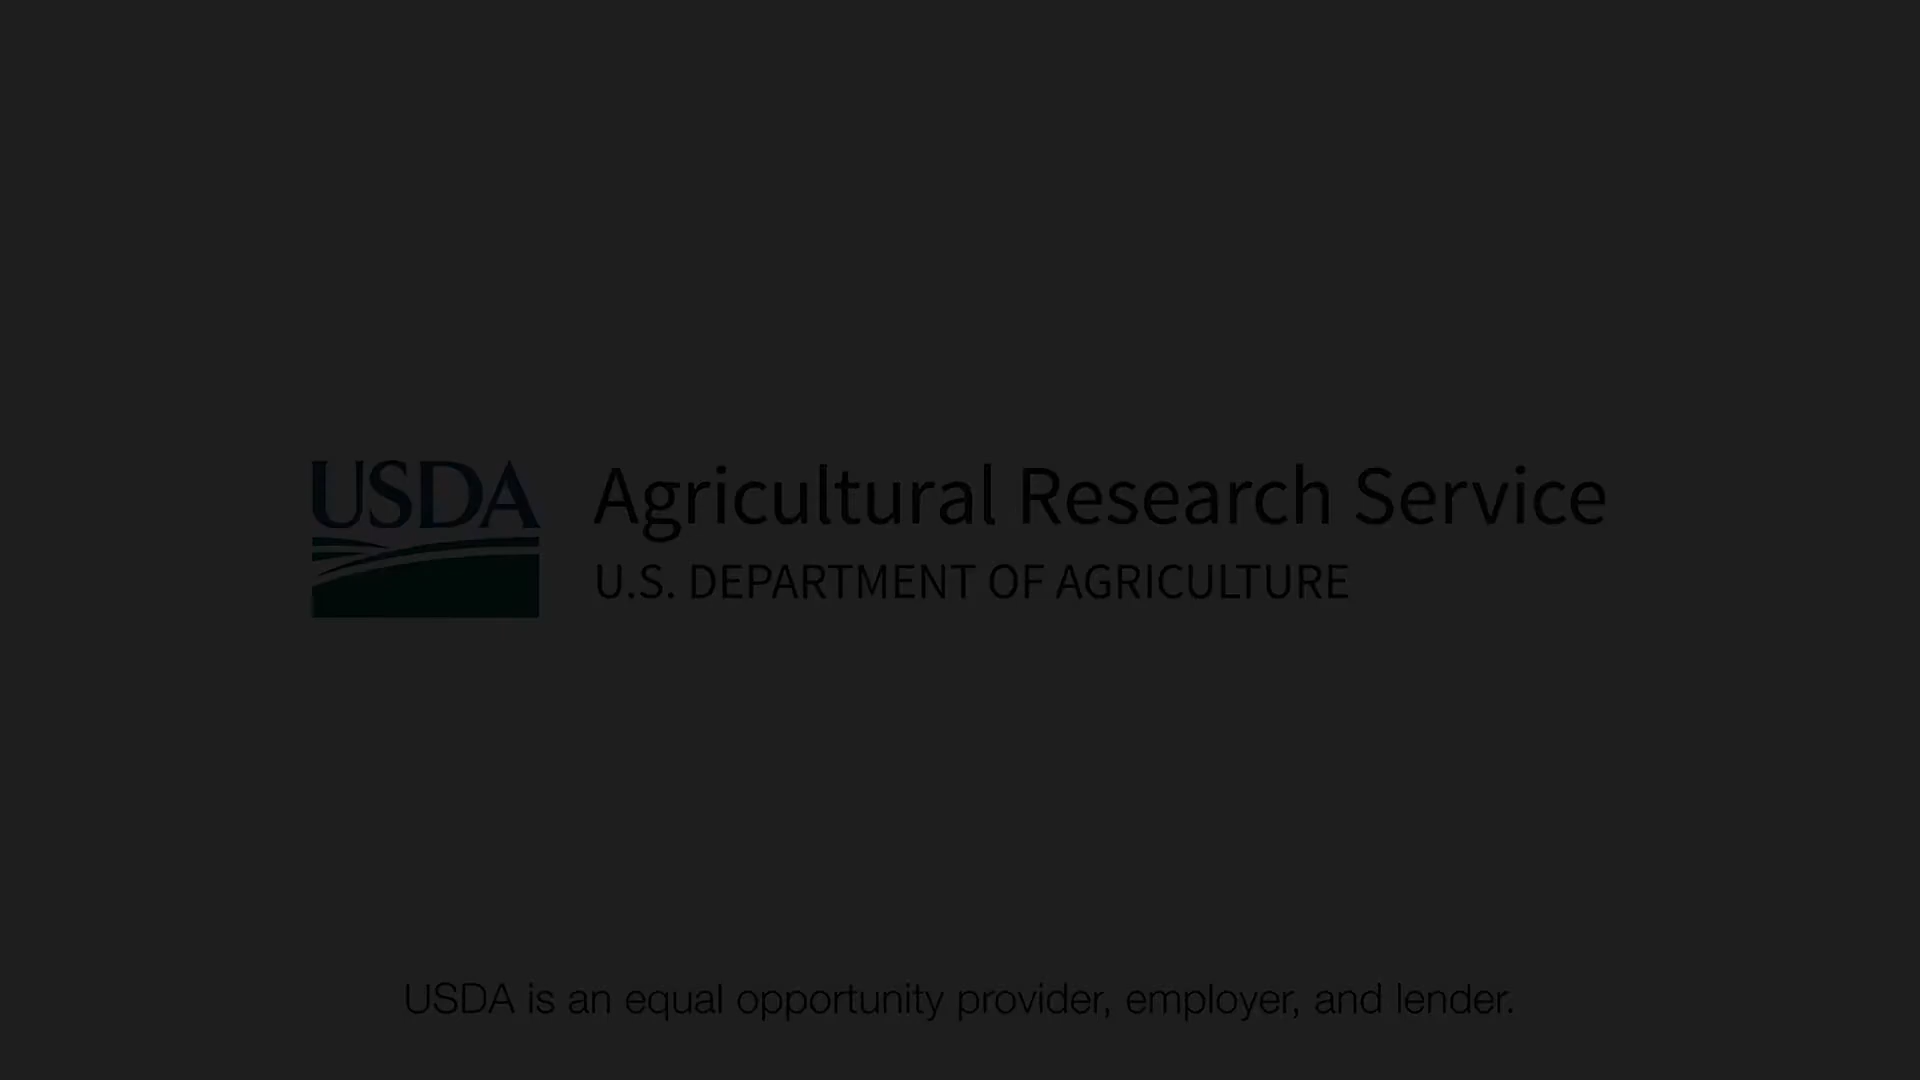 USDA
Agricultural Research Service
U.S. DEPARTMENT OF AGRICULTURE
USDA is an equal opportunity provider, employer, and lender.